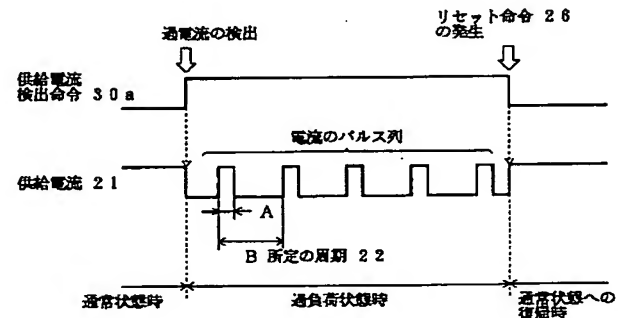 リセット命令 26
の発生
過電流の検出
供給電流
検出命令 30a
電流のパルス列
供給電流 21
A
B 所定の周期 22
通常状態時
過負荷状態時
通常状態への
復帰時